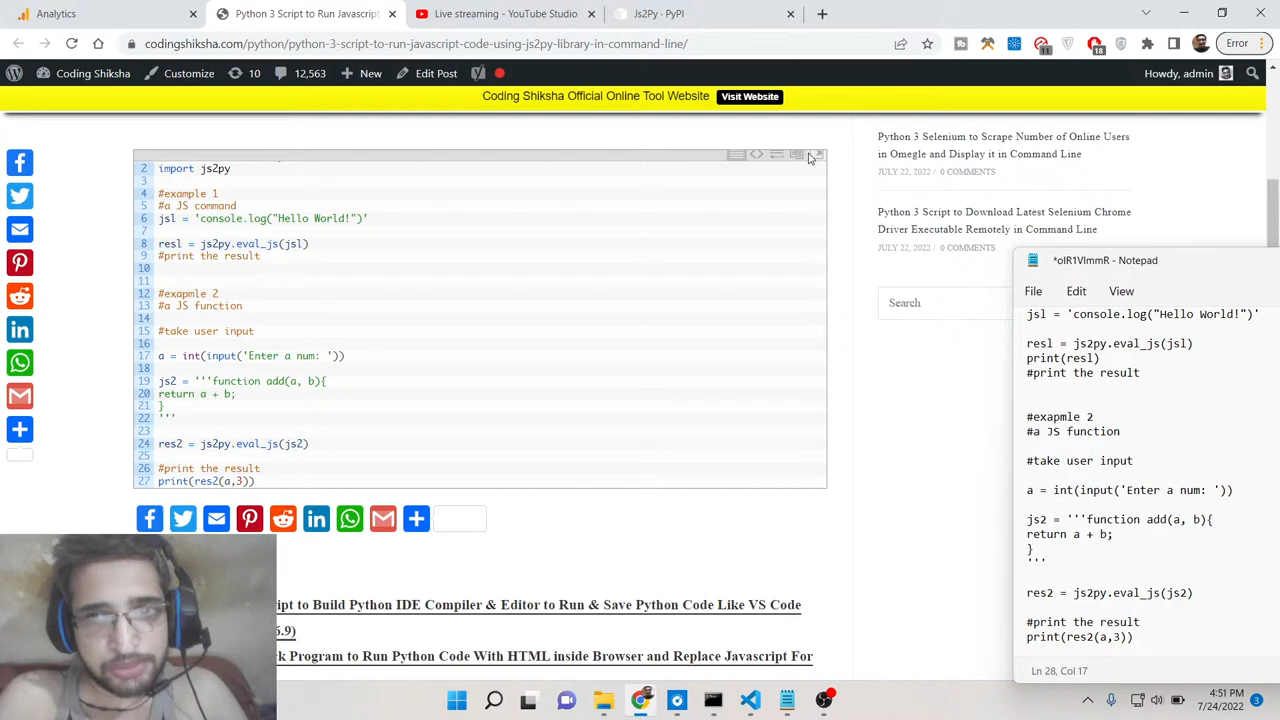 Analytics
Python 3 Script to Run Javascript
Live streaming - YouTube Studio
Js2Py · PyPI
codingshiksha.com/python/python-3-script-to-run-javascript-code-using-js2py-library-in-command-line/
11
18
Error
Coding Shiksha
Customize
10
12,563
New
Edit Post
Howdy, admin
Coding Shiksha Official Online Tool Website
Visit Website
2 import js2py
3
4 #example 1
5 #a JS command
6 jsl = 'console.log("Hello World!")'
7
8 resl = js2py.eval_js(jsl)
9 #print the result
10
11
12 #exapmle 2
13 #a JS function
14
15 #take user input
16
17 a = int(input('Enter a num: '))
18
19 js2 = '''function add(a, b){
20 return a + b;
21 }
22 '''
23
24 res2 = js2py.eval_js(js2)
25
26 #print the result
27 print(res2(a,3))
ipt to Build Python IDE Compiler & Editor to Run & Save Python Code Like VS Code
6.9)
k Program to Run Python Code With HTML inside Browser and Replace Javascript For
Python 3 Selenium to Scrape Number of Online Users
in Omegle and Display it in Command Line
JULY 22, 2022 / 0 COMMENTS
Python 3 Script to Download Latest Selenium Chrome
Driver Executable Remotely in Command Line
JULY 22, 2022 / 0 COMMENTS
Search
*oIR1VImmR - Notepad
File Edit View
jsl = 'console.log("Hello World!")'
resl = js2py.eval_js(jsl)
print(resl)
#print the result
#exapmle 2
#a JS function
#take user input
a = int(input('Enter a num: '))
js2 = '''function add(a, b){
return a + b;
}
'''
res2 = js2py.eval_js(js2)
#print the result
print(res2(a,3))
Ln 28, Col 17
4:51 PM
7/24/2022
3